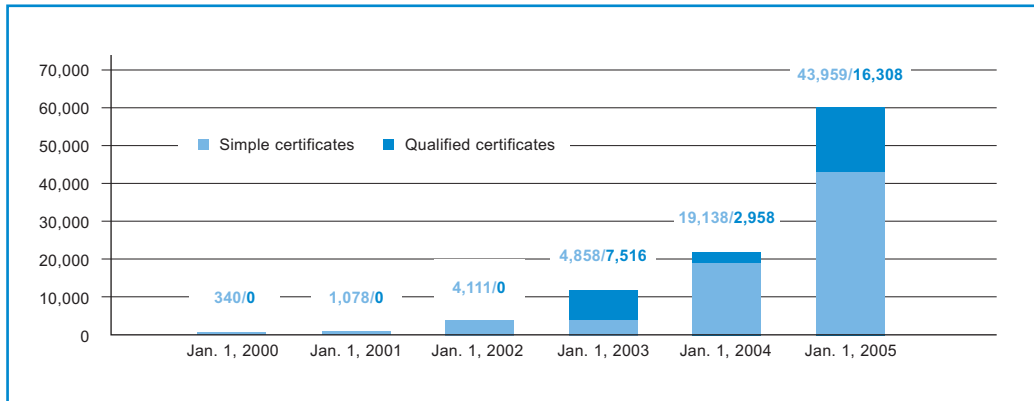 70,000
60,000
50,000
40,000
30,000
20,000
10,000
0
Simple certificates
Qualified certificates
340/0
1,078/0
4,111/0
4,858/7,516
19,138/2,958
43,959/16,308
Jan. 1, 2000
Jan. 1, 2001
Jan. 1, 2002
Jan. 1, 2003
Jan. 1, 2004
Jan. 1, 2005